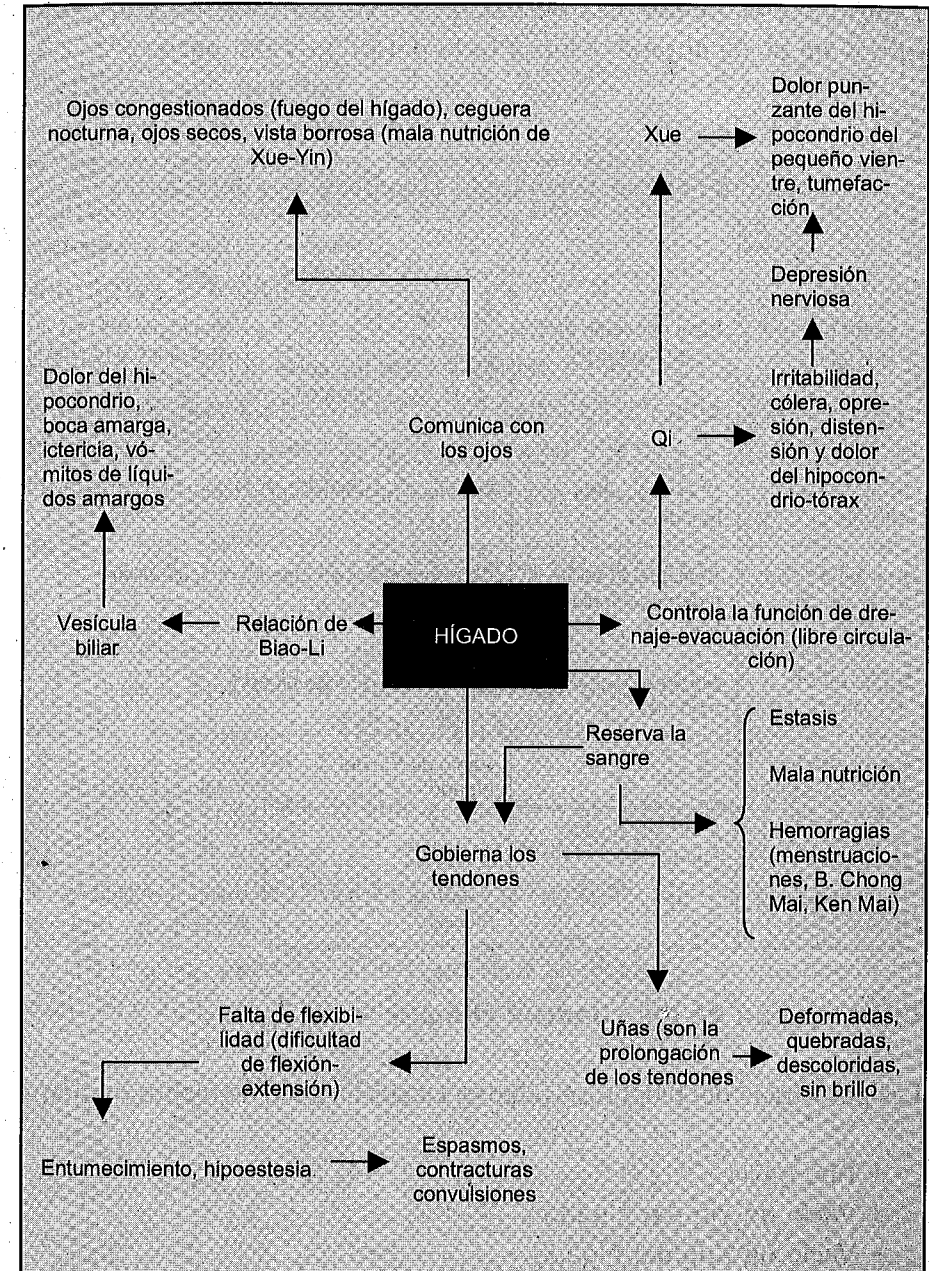 Ojos congestionados (fuego del hígado), ceguera
nocturna, ojos secos, vista borrosa (mala nutrición de
Xue-Yin)
Xue
Dolor pun-
zante del hi-
pocondrio del
pequeño vien-
tre, tumefac-
ción
Depresión
nerviosa
Dolor del hi-
pocondrio,
boca amarga,
ictericia, vó-
mitos de líqui-
dos amargos
Comunica con
los ojos
Qi
Irritabilidad,
cólera, opre-
sión, disten-
sión y dolor
del hipocon-
drio-tórax
Vesícula
biliar
Relación de
Biao-Li
HÍGADO
Controla la función de dre-
naje-evacuación (libre circula-
ción)
Reserva la
sangre
Estasis
Mala nutrición
Hemorragias
(menstruacio-
nes, B. Chong
Mai, Ken Mai)
Gobierna los
tendones
Falta de flexibi-
lidad (dificultad
de flexión-
extensión)
Uñas (son la
prolongación
de los tendones
Deformadas,
quebradas,
descoloridas,
sin brillo
Entumecimiento, hipoestesia
Espasmos,
contracturas
convulsiones